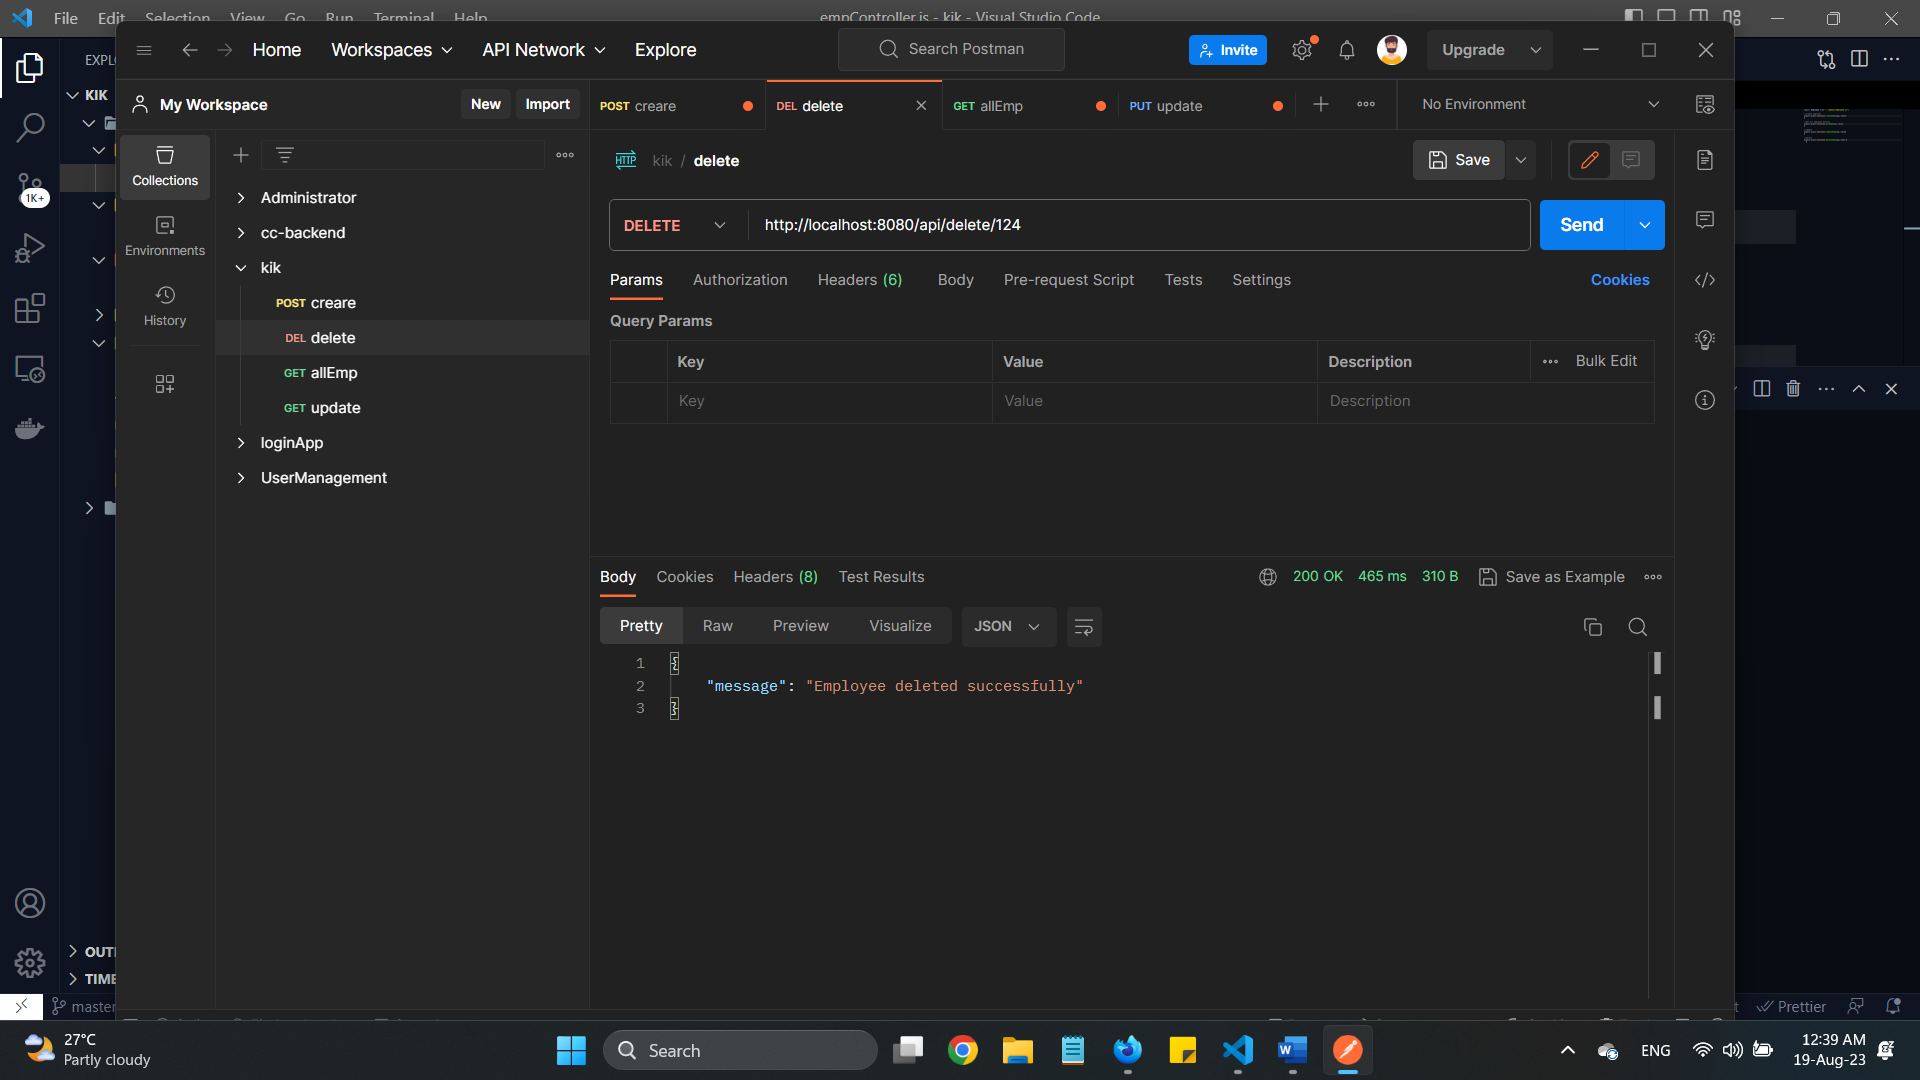 File Edit Selection View Go Run Terminal Help
empController.js - kik - Visual Studio Code
Home Workspaces API Network Explore
Search Postman
Invite
Upgrade
EXPL
KIK
My Workspace
New Import
POST creare
DEL delete
GET allEmp
PUT update
No Environment
Collections
Environments
History
1K+
Administrator
cc-backend
kik
POST creare
DEL delete
GET allEmp
GET update
loginApp
UserManagement
HTTP kik / delete
Save
DELETE http://localhost:8080/api/delete/124
Send
Params Authorization Headers (6) Body Pre-request Script Tests Settings
Cookies
Query Params
Key Value Description Bulk Edit
Key Value Description
Body Cookies Headers (8) Test Results
200 OK 465 ms 310 B Save as Example
Pretty Raw Preview Visualize JSON
1 {
2 "message": "Employee deleted successfully"
3 }
OUT
TIME
master
Prettier
27°C
Partly cloudy
Search
ENG
12:39 AM
19-Aug-23